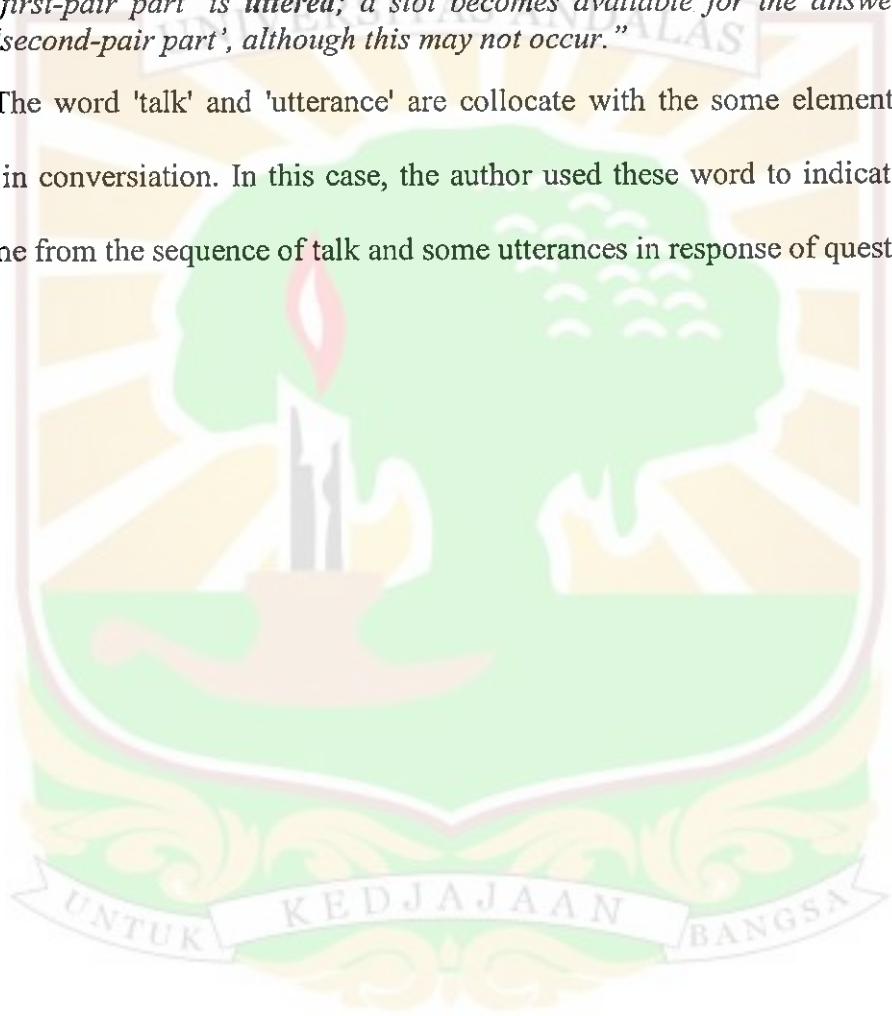 first-pair part' is uttered; a slot becomes available for the answe
'second-pair part', although this may not occur."
UNIVERSITAS ANDALAS
The word 'talk' and 'utterance' are collocate with the some element
in conversiation. In this case, the author used these word to indicat
ne from the sequence of talk and some utterances in response of quest
UNTUK KEDJAJAAN BANGSA